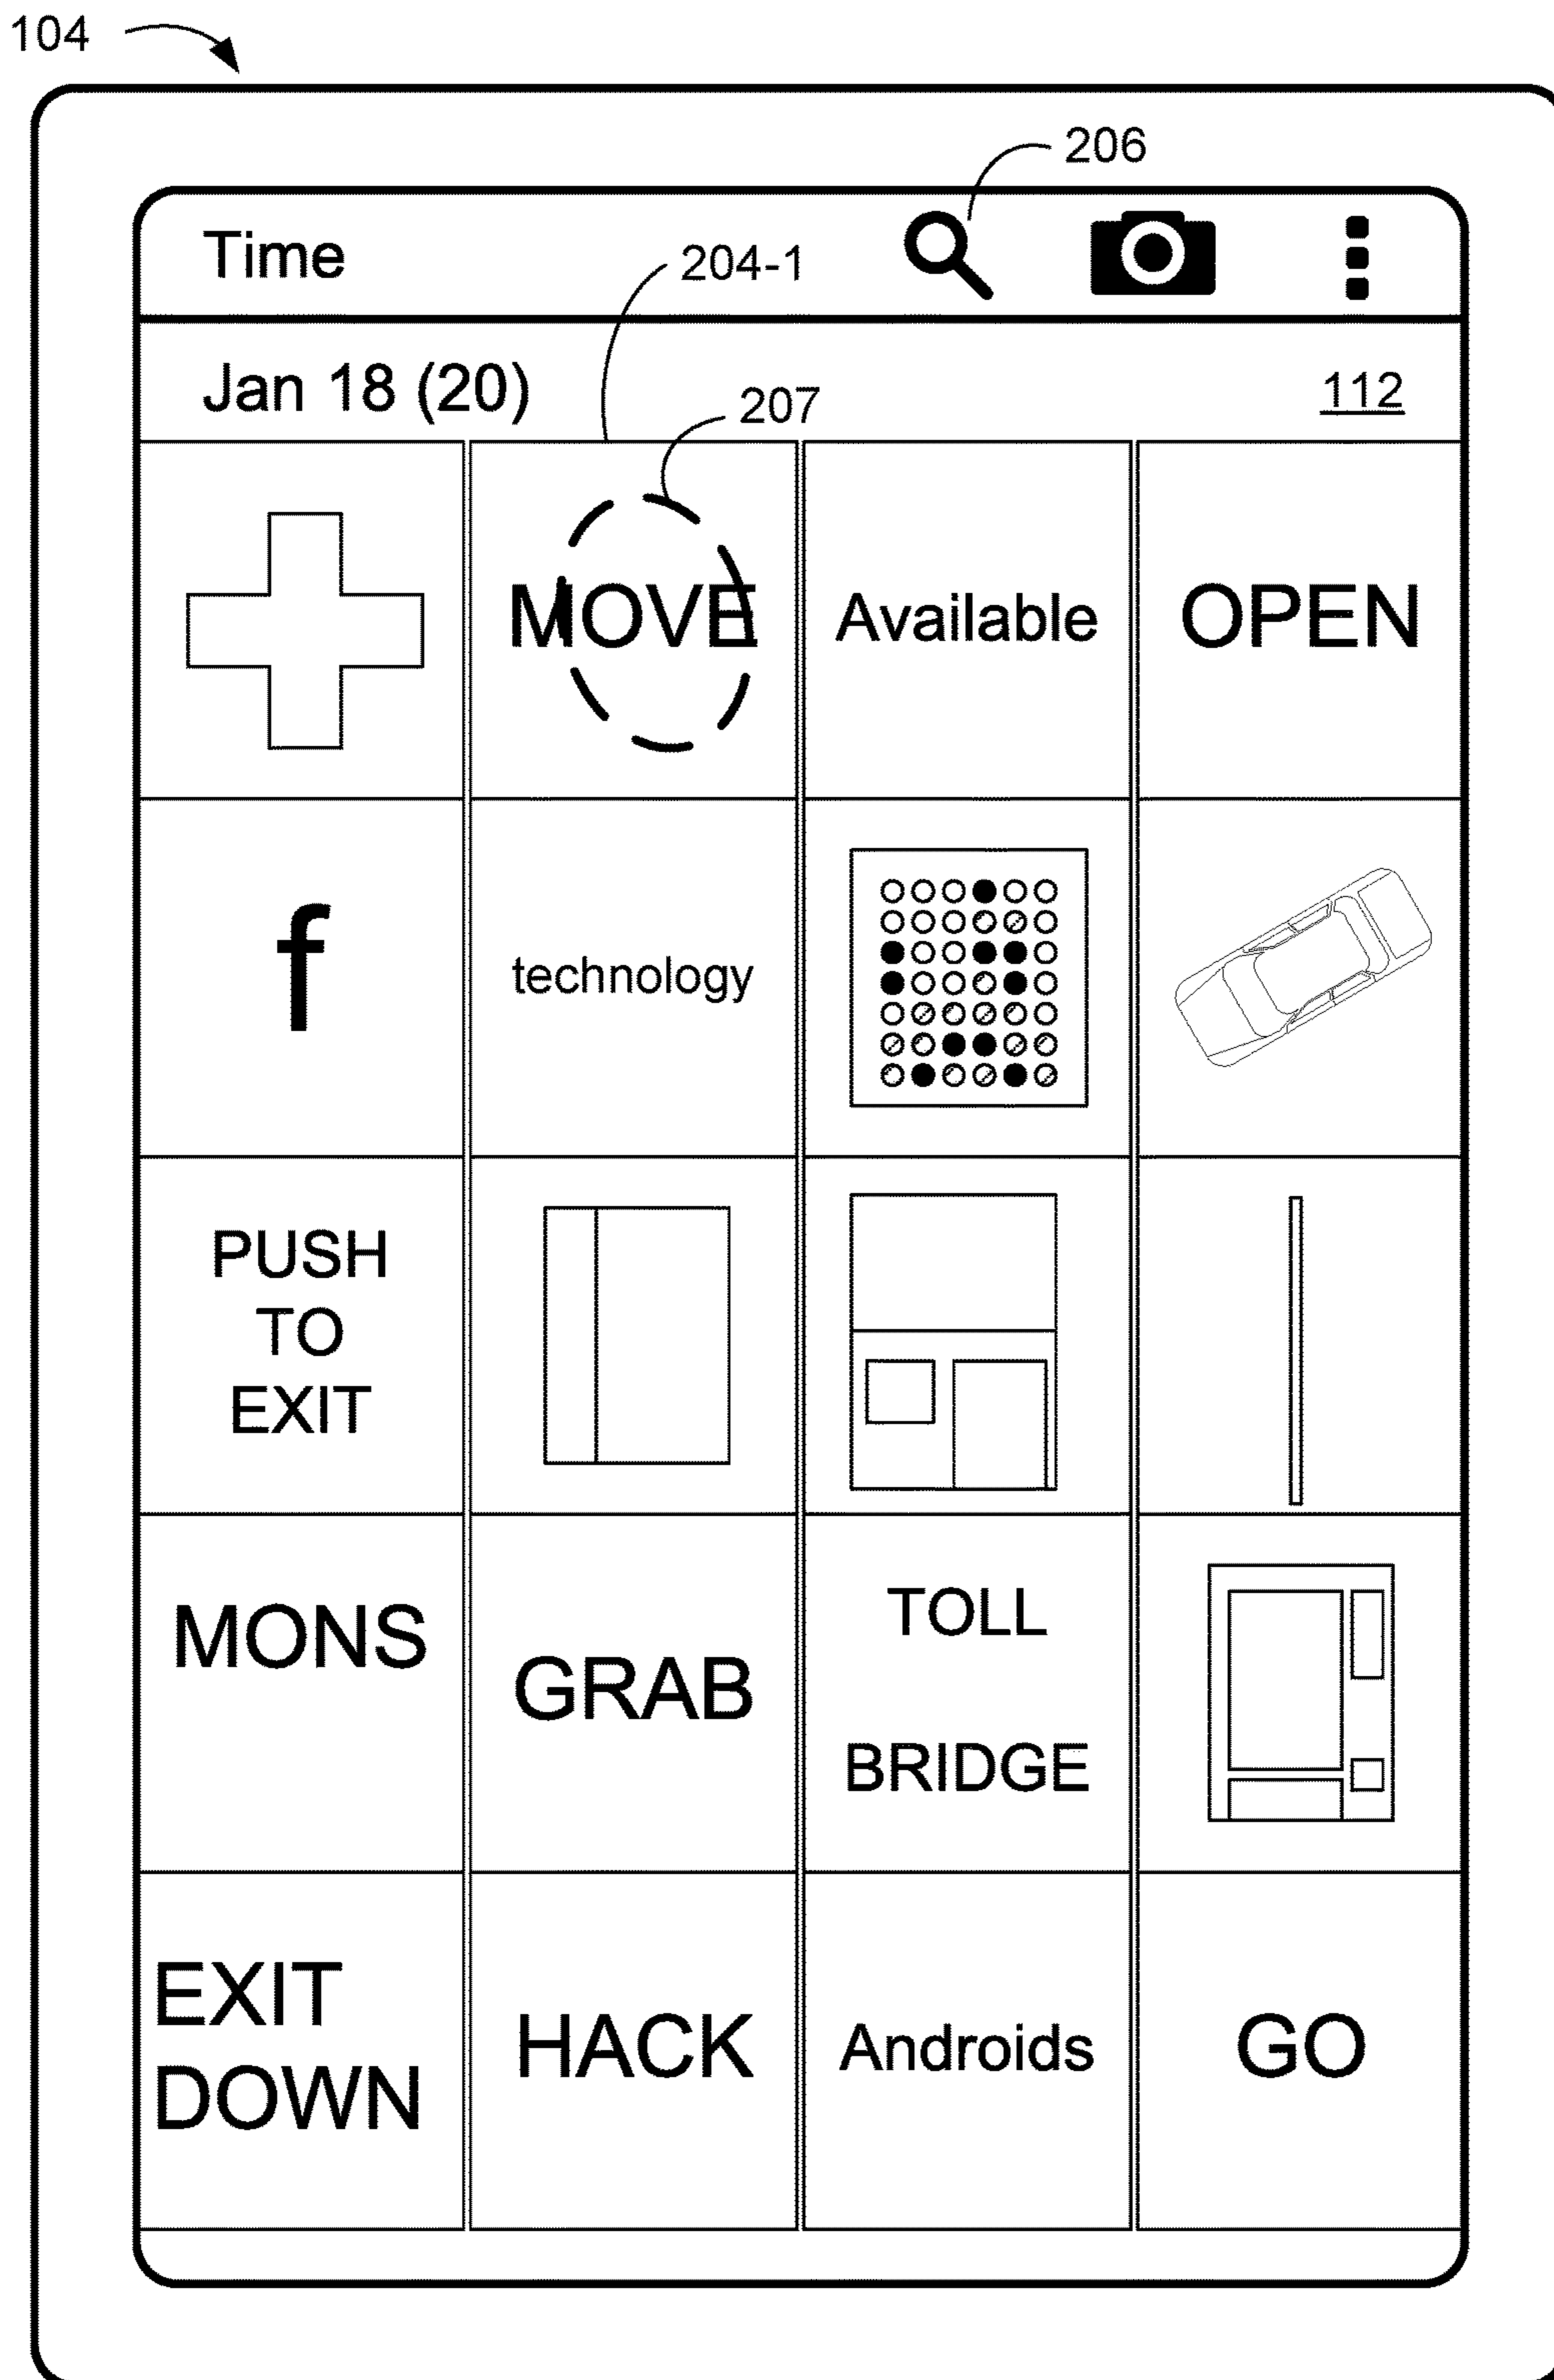 104
206
Time
204-1
Jan 18 (20)
207
112
MOVE
Available
OPEN
f
technology
PUSH
TO
EXIT
MONS
GRAB
TOLL
BRIDGE
EXIT
DOWN
HACK
Androids
GO